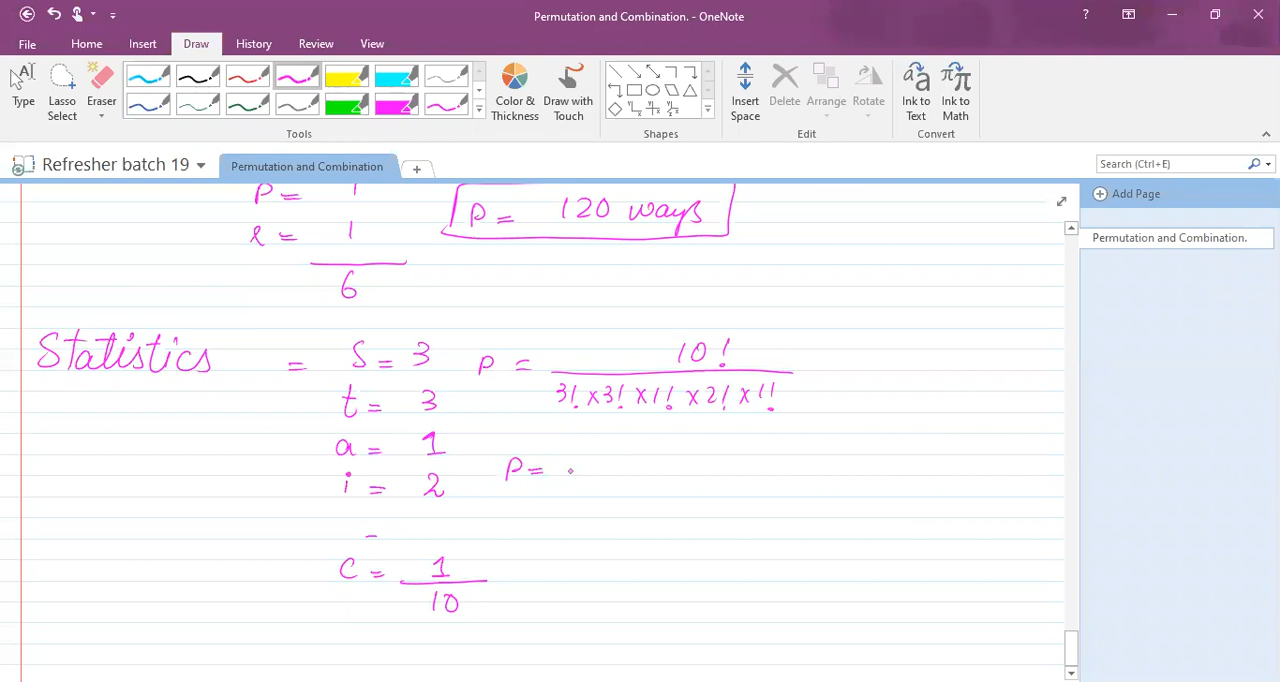 Permutation and Combination. - OneNote
?
File Home Insert Draw History Review View
Type Lasso Select Eraser Color & Thickness Draw with Touch Insert Space Delete Arrange Rotate Ink to Text Ink to Math
Tools Shapes Edit Convert
Refresher batch 19 Permutation and Combination + Search (Ctrl+E)
Add Page
Permutation and Combination.
P = 1
P = 120 ways
r = 1
6
Statistics = S = 3 P = 10!
t = 3 3! x 3! x 1! x 2! x 1!
a = 1
P =
i = 2
-
c = 1
10